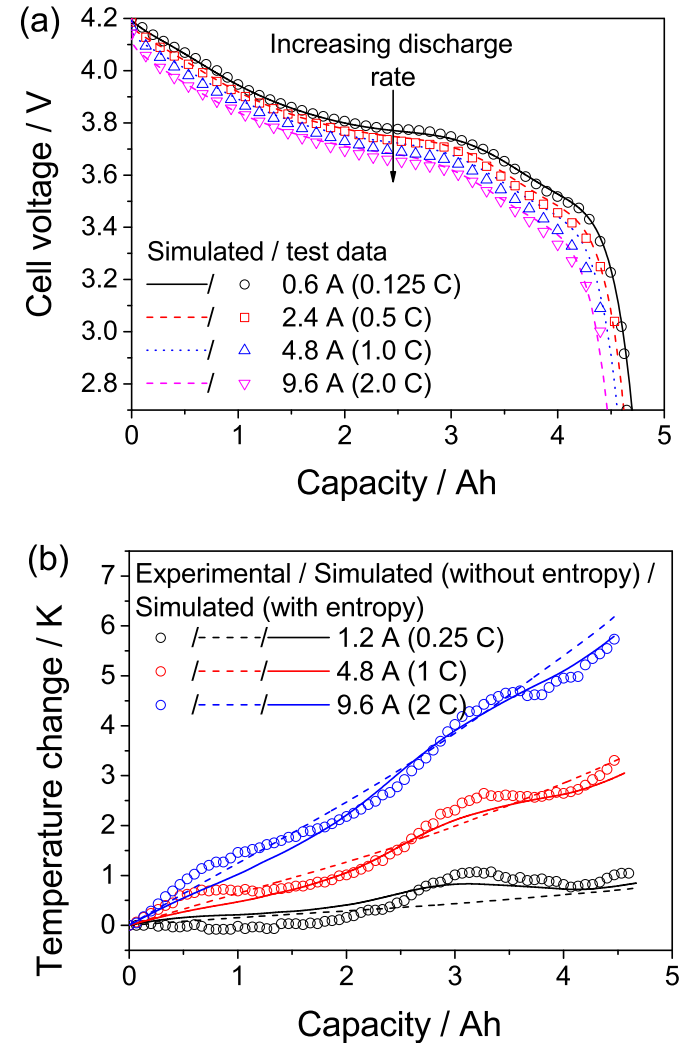 (a)
4.2
4.0
3.8
3.6
3.4
3.2
3.0
2.8
Cell voltage / V
Increasing discharge
rate
Simulated / test data
/ 0.6 A (0.125 C)
/ 2.4 A (0.5 C)
/ 4.8 A (1.0 C)
/ 9.6 A (2.0 C)
0 1 2 3 4 5
Capacity / Ah
(b)
7
6
5
4
3
2
1
0
Temperature change / K
Experimental / Simulated (without entropy) /
Simulated (with entropy)
/ / 1.2 A (0.25 C)
/ / 4.8 A (1 C)
/ / 9.6 A (2 C)
0 1 2 3 4 5
Capacity / Ah